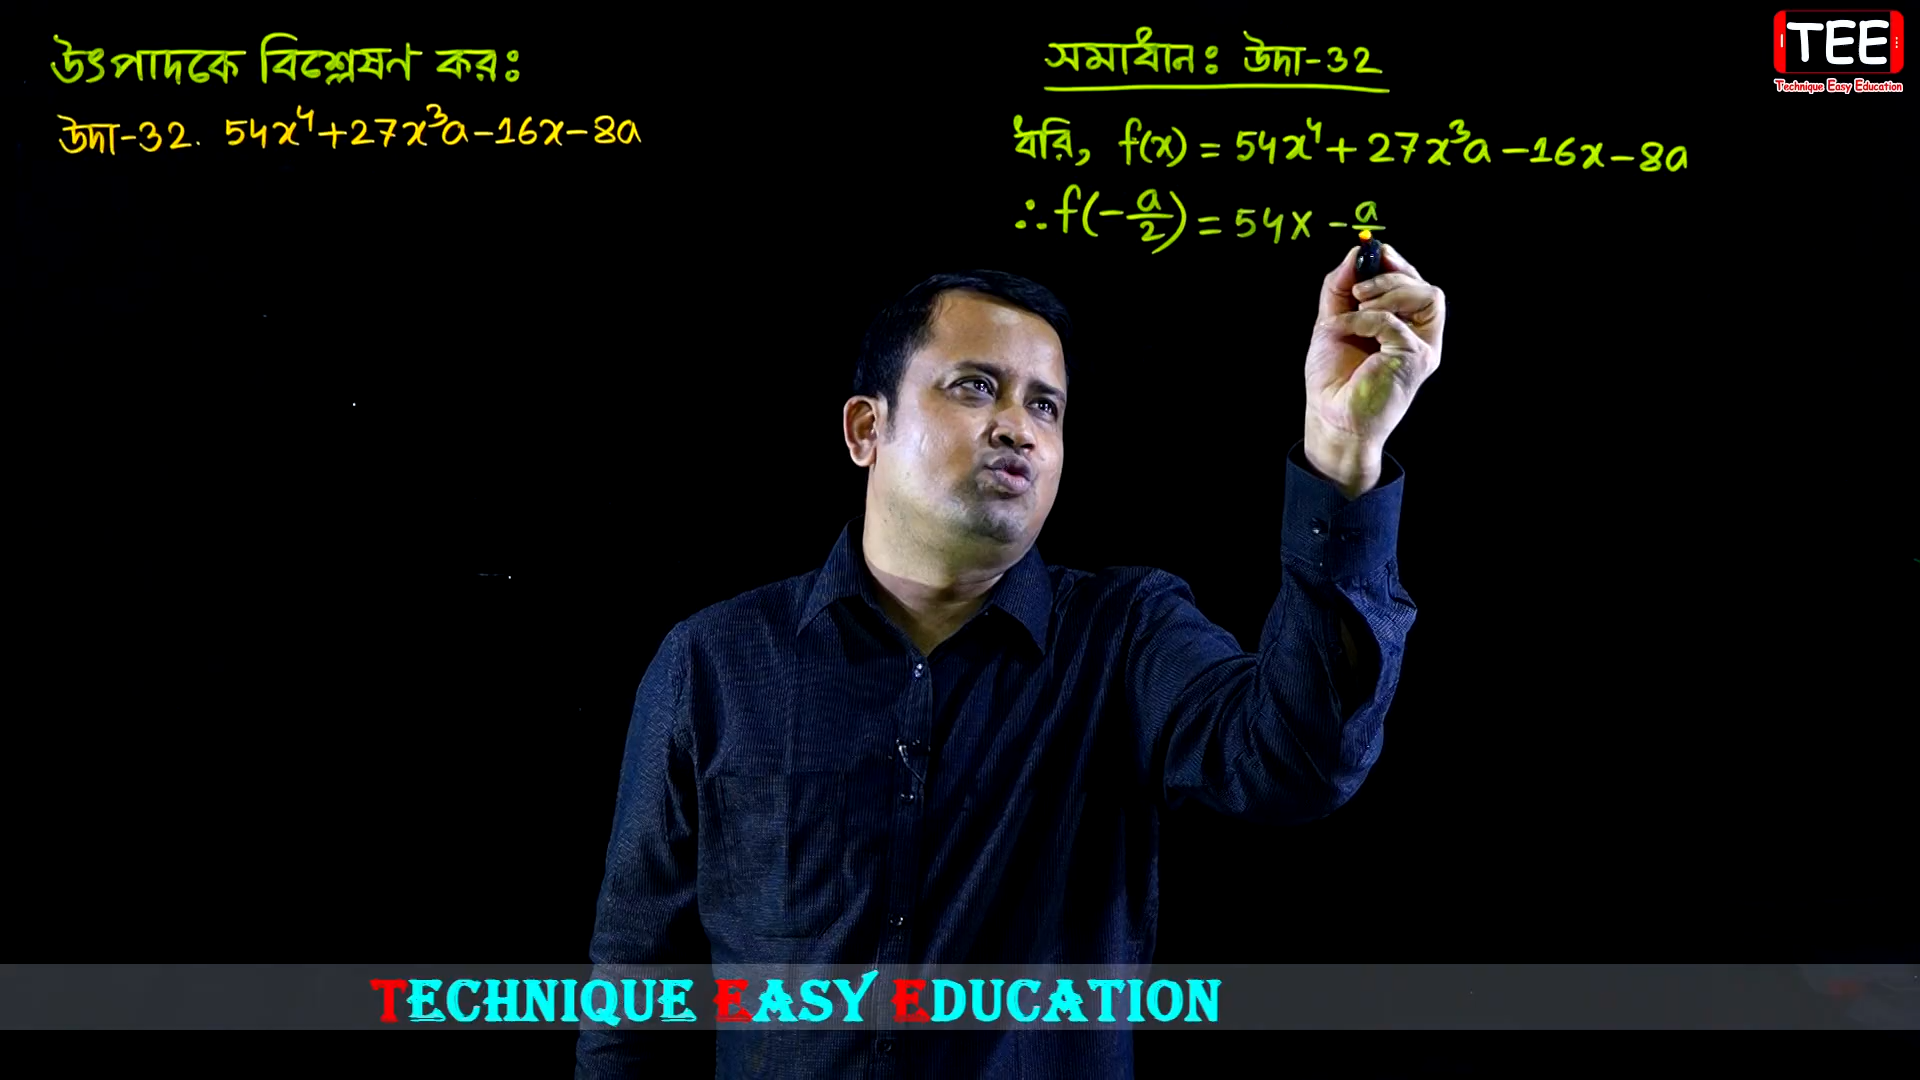 উৎপাদকে বিশ্লেষণ করঃ
উদা-32. 54x⁴+27x³a-16x-8a
সমাধানঃ উদা-32
ধরি, f(x) = 54x⁴+27x³a-16x-8a
∴f(-a/2) = 54x -a
TEE
Technique Easy Education
TECHNIQUE EASY EDUCATION